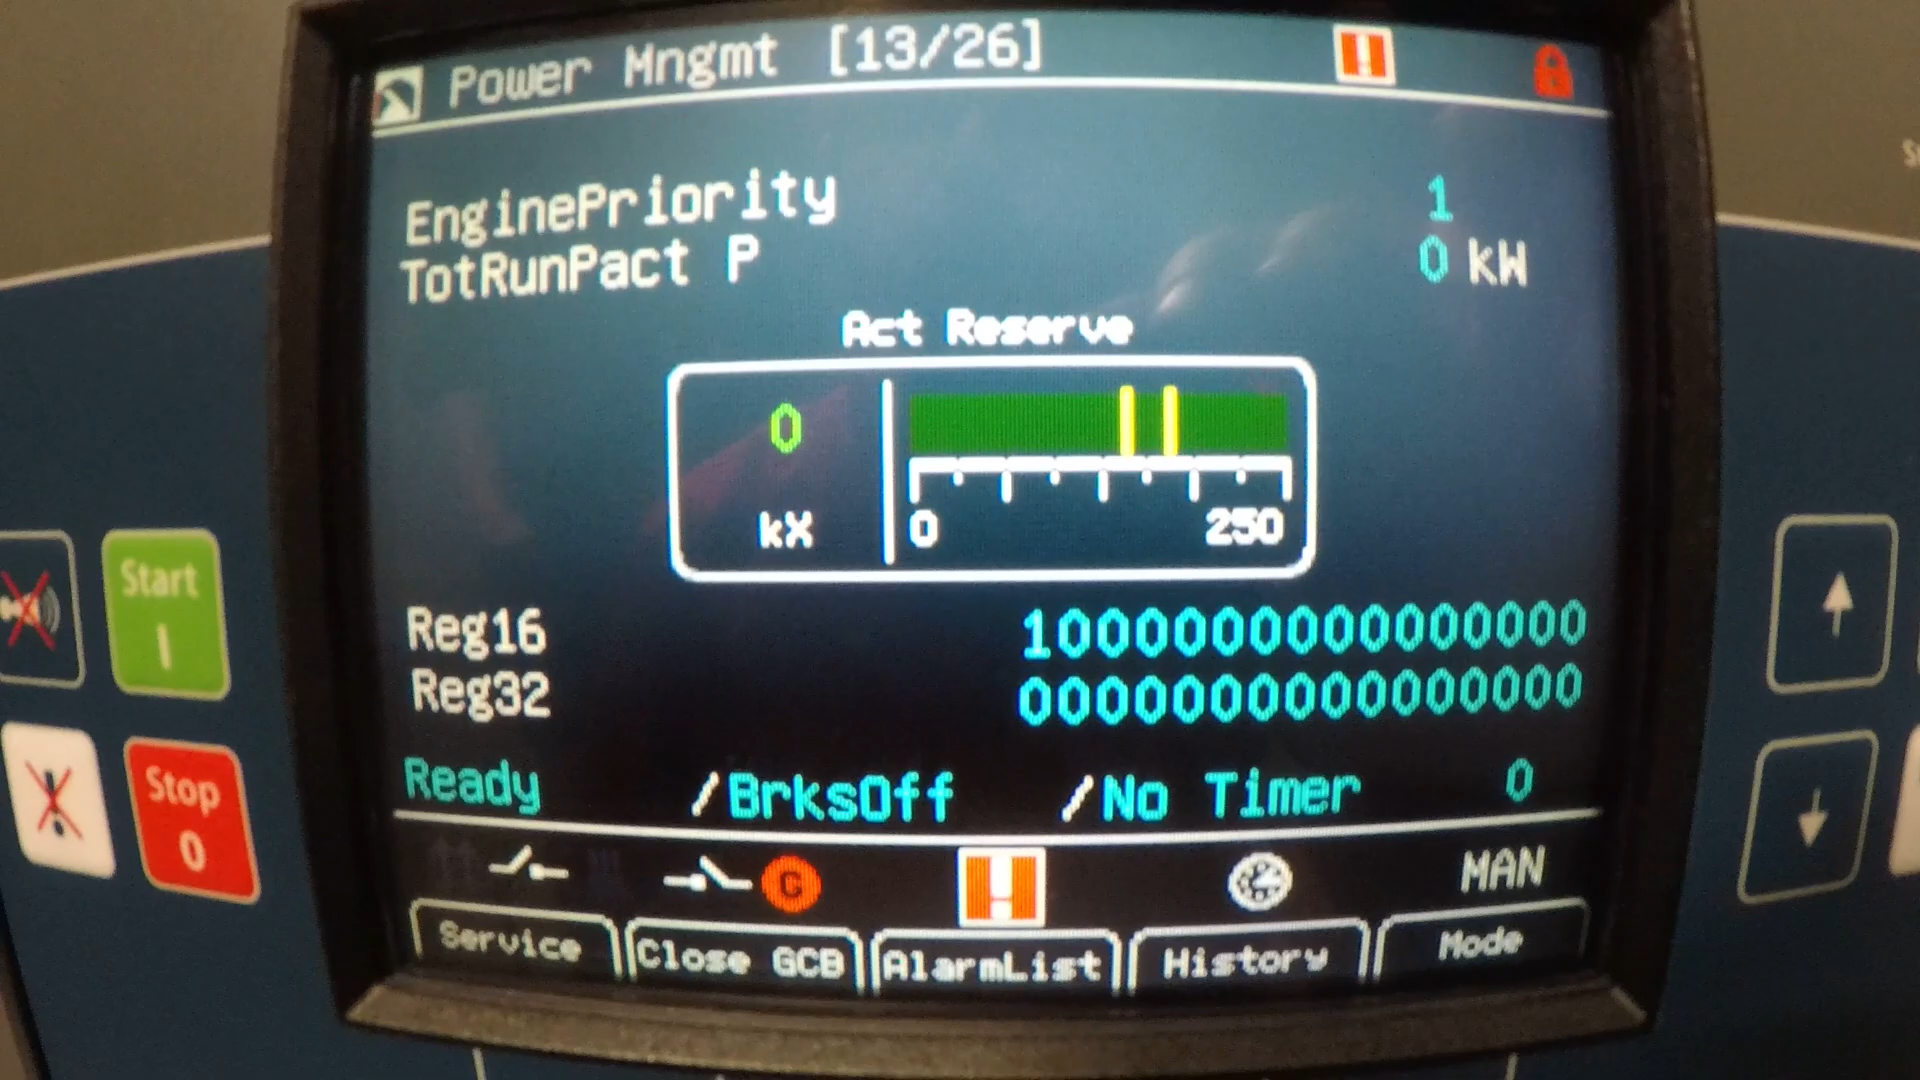 Power Mngmt [13/26]
EnginePriority 1
TotRunPact P 0 kW
Act Reserve
0
kX
0 250
Reg16 1000000000000000
Reg32 0000000000000000
Ready /BrksOff /No Timer 0
C
MAN
Service Close GCB AlarmList History Mode
Start
I
Stop
0